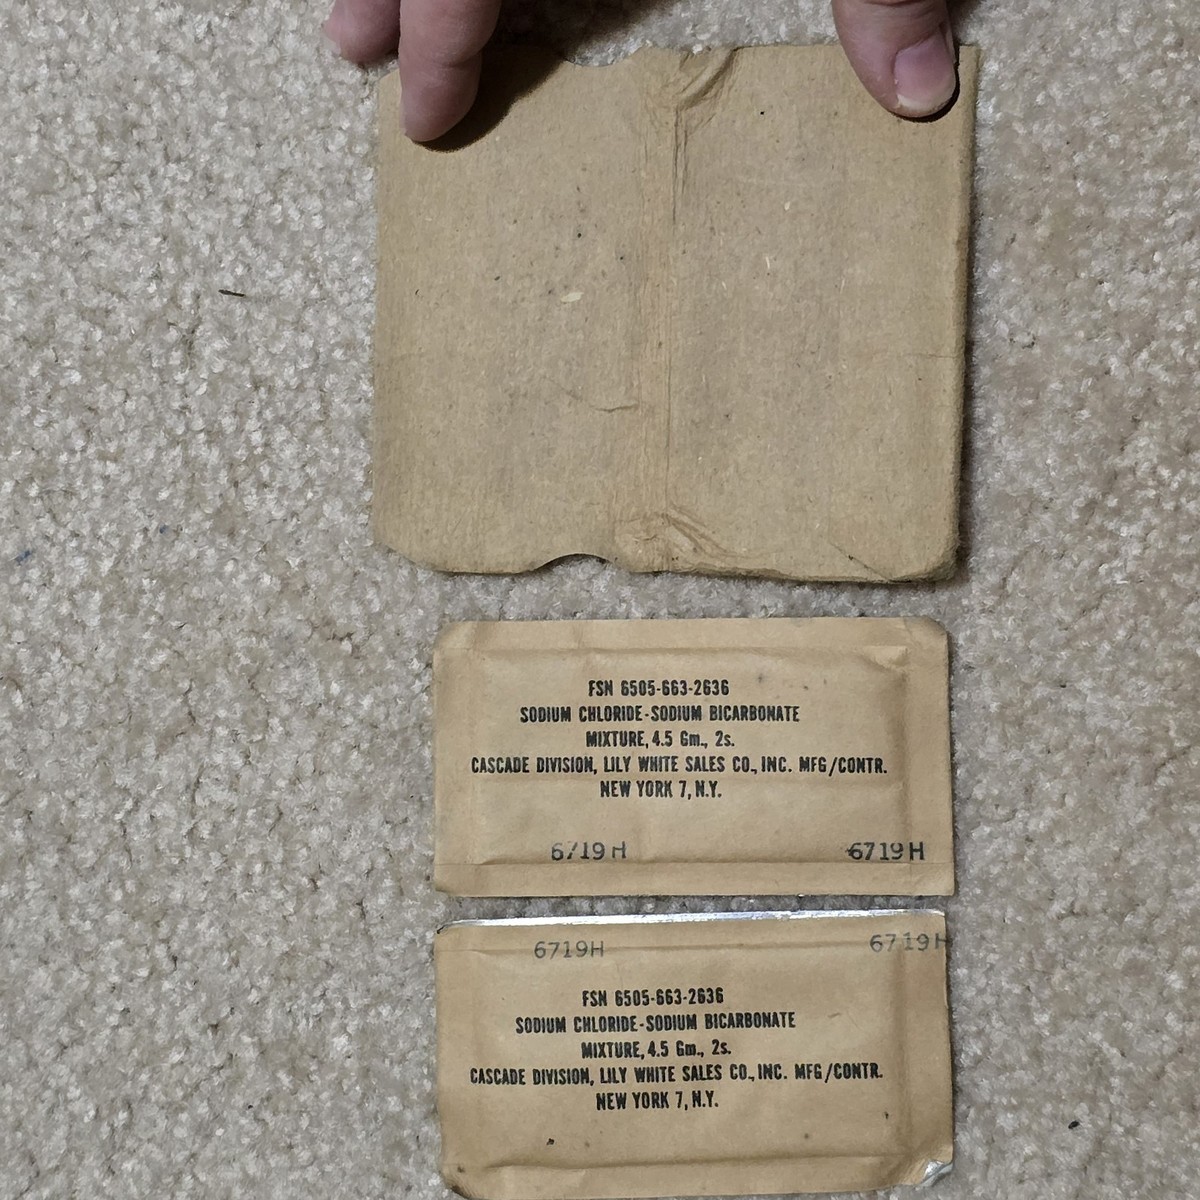 FSN 6505-663-2636
SODIUM CHLORIDE-SODIUM BICARBONATE
MIXTURE, 4.5 Gm., 2s.
CASCADE DIVISION, LILY WHITE SALES CO., INC. MFG/CONTR.
NEW YORK 7, N.Y.
6719H 6719H
6719H 6719H
FSN 6505-663-2636
SODIUM CHLORIDE-SODIUM BICARBONATE
MIXTURE, 4.5 Gm., 2s.
CASCADE DIVISION, LILY WHITE SALES CO., INC. MFG/CONTR.
NEW YORK 7, N.Y.